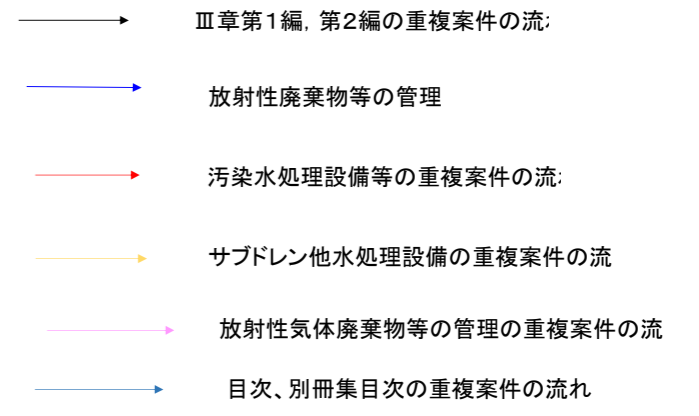 Ⅲ章第1編，第2編の重複案件の流
放射性廃棄物等の管理
汚染水処理設備等の重複案件の流
サブドレン他水処理設備の重複案件の流
放射性気体廃棄物等の管理の重複案件の流
目次、別冊集目次の重複案件の流れ